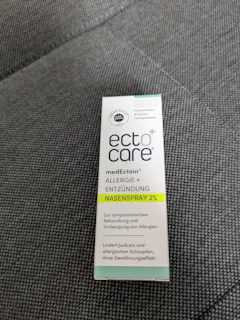 ecto+
care®
medEctoin®
ALLERGIE +
ENTZÜNDUNG
NASENSPRAY 2%
Zur symptomatischen
Behandlung und
Vorbeugung von Allergien
Lindert juckreiz und
allergischen Schnupfen,
ohne Gewöhnungseffekt